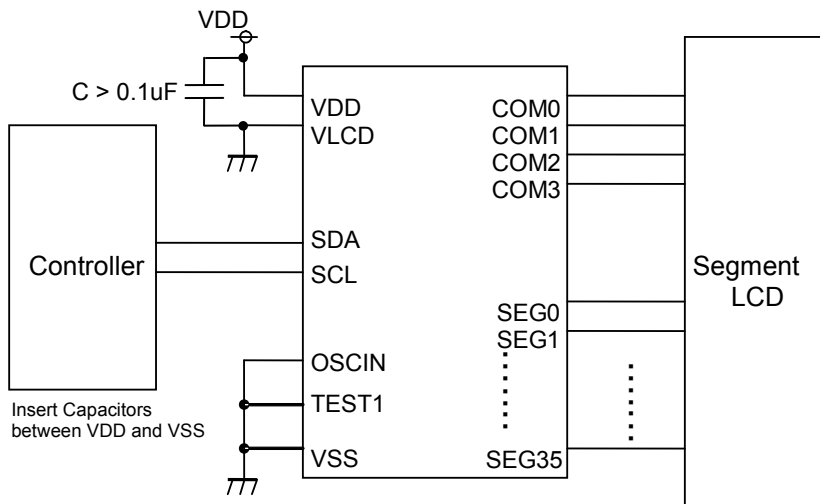 VDD
C > 0.1uF
VDD
VLCD
COM0
COM1
COM2
COM3
Controller
SDA
SCL
Segment
LCD
SEG0
SEG1
OSCIN
TEST1
VSS
SEG35
Insert Capacitors
between VDD and VSS